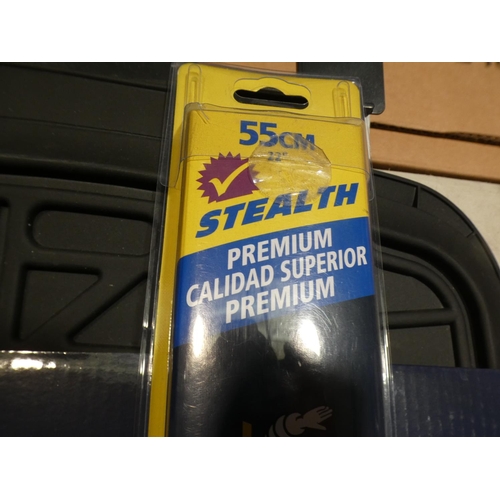 55CM
22"
STEALTH
PREMIUM
CALIDAD SUPERIOR
PREMIUM